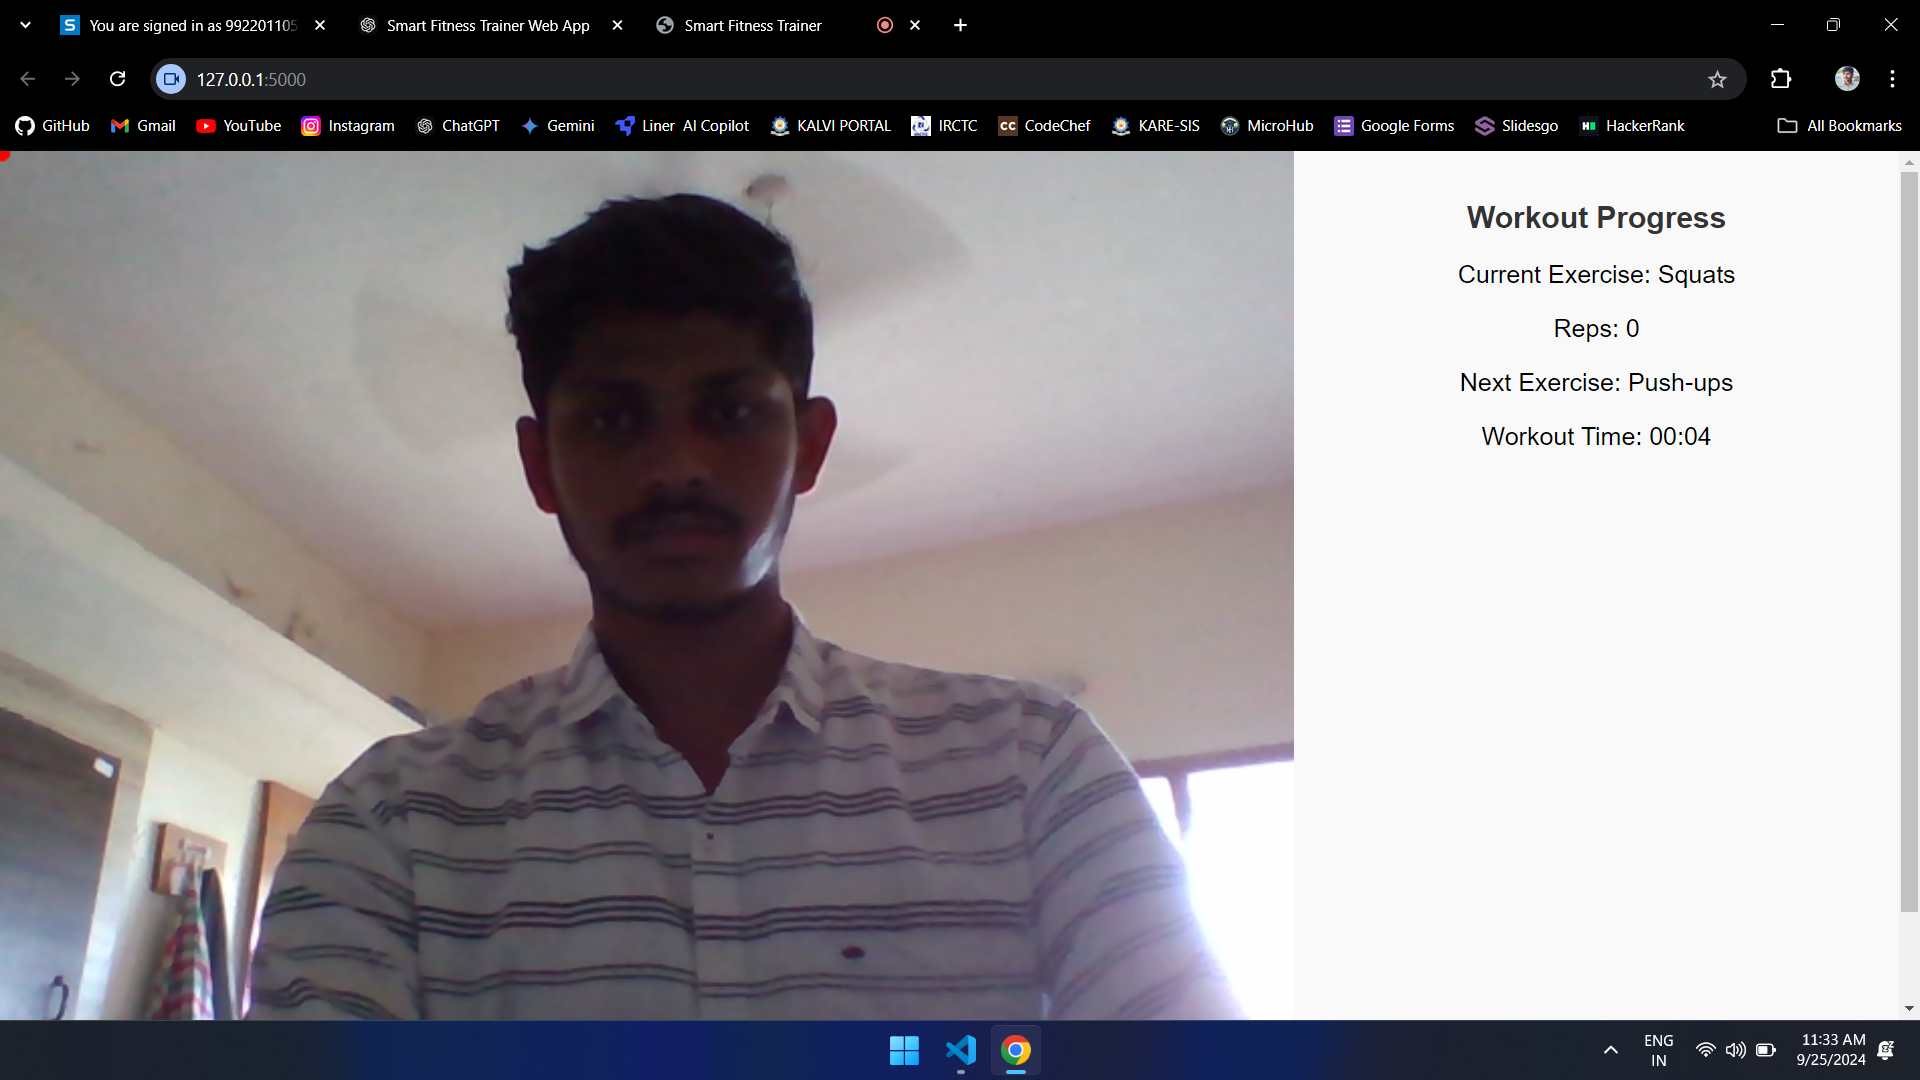 You are signed in as 992201105
Smart Fitness Trainer Web App
Smart Fitness Trainer
127.0.0.1:5000
GitHub
Gmail
YouTube
Instagram
ChatGPT
Gemini
Liner AI Copilot
KALVI PORTAL
IRCTC
CC CodeChef
KARE-SIS
MicroHub
Google Forms
Slidesgo
HackerRank
All Bookmarks
Workout Progress
Current Exercise: Squats
Reps: 0
Next Exercise: Push-ups
Workout Time: 00:04
ENG
IN
11:33 AM
9/25/2024